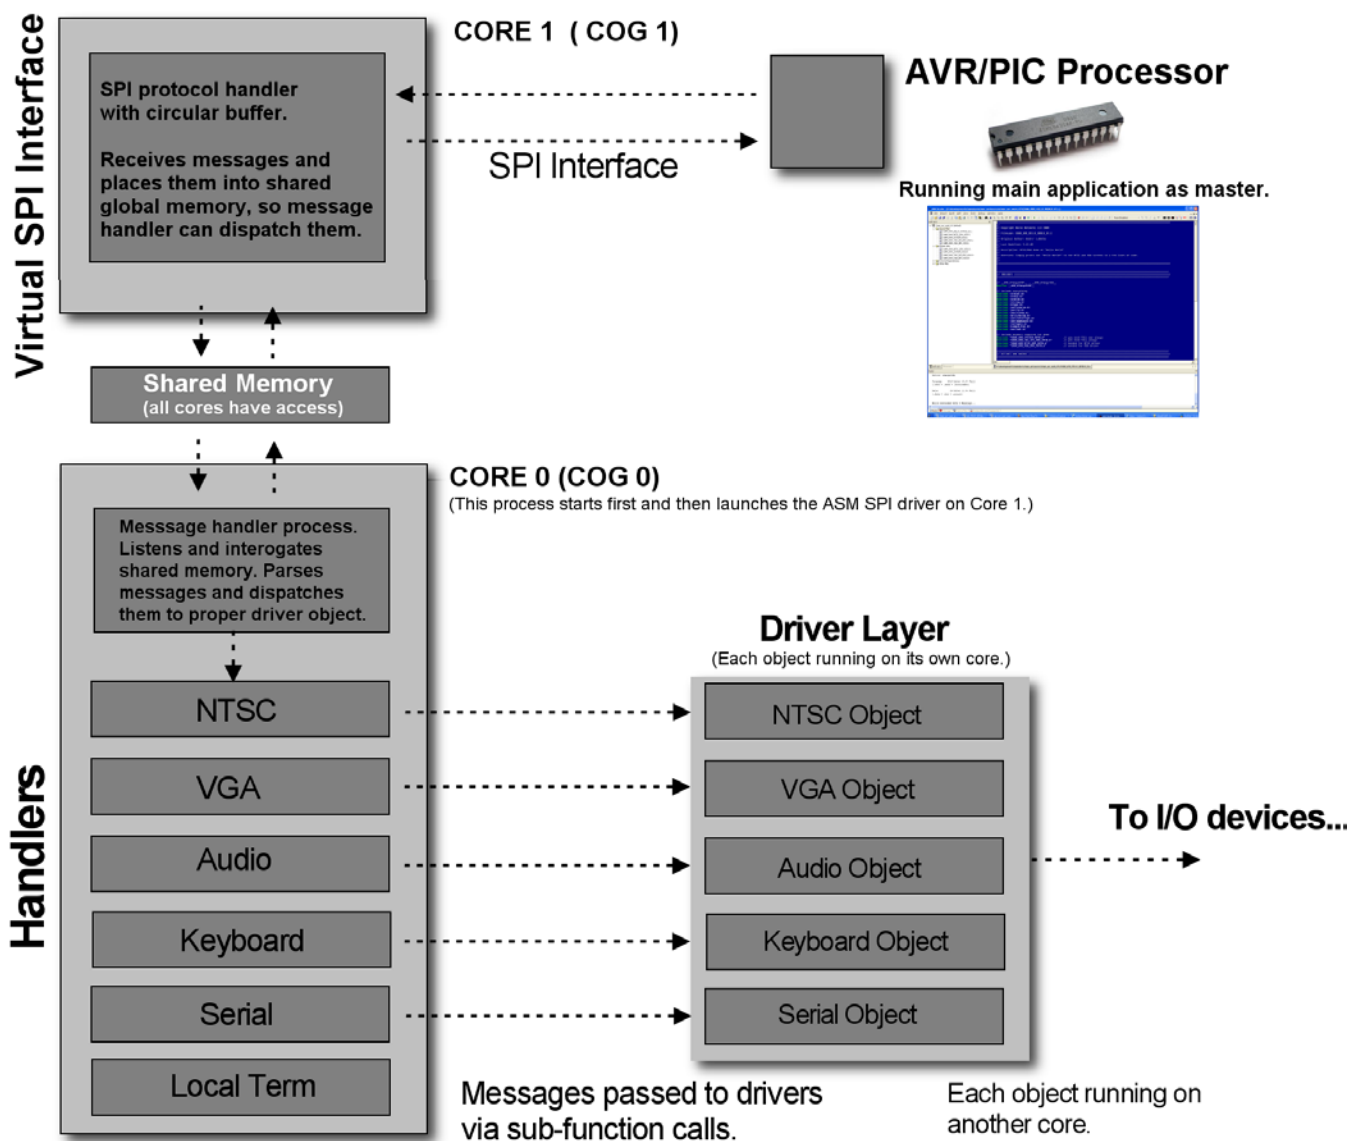 Virtual SPI Interface
CORE 1  ( COG 1)
SPI protocol handler
with circular buffer.
Receives messages and
places them into shared
global memory, so message
handler can dispatch them.
SPI Interface
AVR/PIC Processor
Running main application as master.
Shared Memory
(all cores have access)
CORE 0 (COG 0)
(This process starts first and then launches the ASM SPI driver on Core 1.)
Handlers
Messsage handler process.
Listens and interogates
shared memory. Parses
messages and dispatches
them to proper driver object.
NTSC
VGA
Audio
Keyboard
Serial
Local Term
Driver Layer
(Each object running on its own core.)
NTSC Object
VGA Object
Audio Object
Keyboard Object
Serial Object
To I/O devices...
Messages passed to drivers
via sub-function calls.
Each object running on
another core.